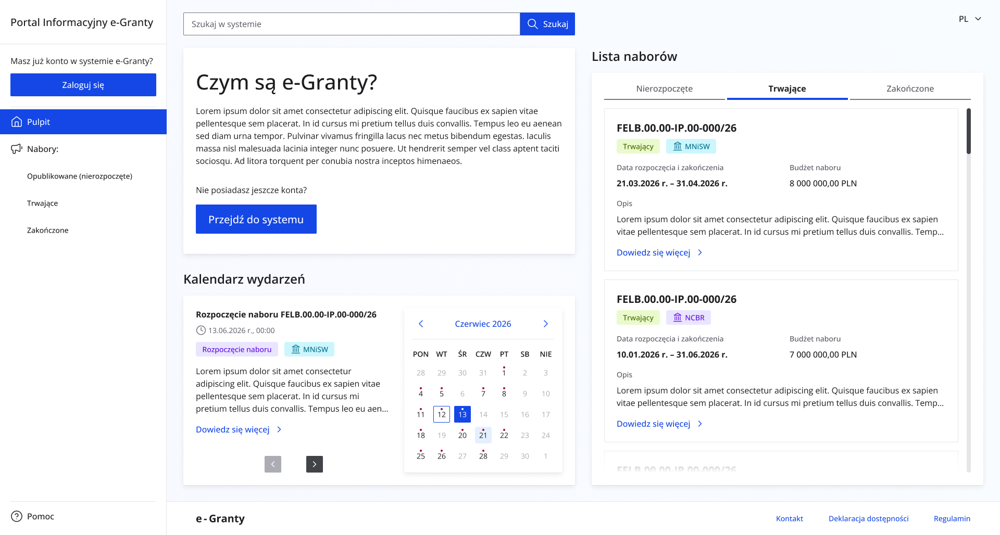 Portal Informacyjny e-Granty
Masz już konto w systemie e-Granty?
Zaloguj się
Pulpit
Nabory:
Opublikowane (nierozpoczęte)
Trwające
Zakończone
Pomoc
Szukaj w systemie
Szukaj
PL
Czym są e-Granty?
Lorem ipsum dolor sit amet consectetur adipiscing elit. Quisque faucibus ex sapien vitae
pellentesque sem placerat. In id cursus mi pretium tellus duis convallis. Tempus leo eu aenean
sed diam urna tempor. Pulvinar vivamus fringilla lacus nec metus bibendum egestas. Iaculis
massa nisl malesuada lacinia integer nunc posuere. Ut hendrerit semper vel class aptent taciti
sociosqu. Ad litora torquent per conubia nostra inceptos himenaeos.
Nie posiadasz jeszcze konta?
Przejdź do systemu
Kalendarz wydarzeń
Rozpoczęcie naboru FELB.00.00-IP.00-000/26
13.06.2026 r., 00:00
Rozpoczęcie naboru MNiSW
Lorem ipsum dolor sit amet consectetur
adipiscing elit. Quisque faucibus ex sapien vitae
pellentesque sem placerat. In id cursus mi
pretium tellus duis convallis. Tempus leo eu aen...
Dowiedz się więcej
Czerwiec 2026
PON WT ŚR CZW PT SB NIE
28 29 30 31 1 2 3
4 5 6 7 8 9 10
11 12 13 14 15 16 17
18 19 20 21 22 23 24
25 26 27 28 29 30 1
Lista naborów
Nierozpoczęte Trwające Zakończone
FELB.00.00-IP.00-000/26
Trwający MNiSW
Data rozpoczęcia i zakończenia Budżet naboru
21.03.2026 r. – 31.04.2026 r. 8 000 000,00 PLN
Opis
Lorem ipsum dolor sit amet consectetur adipiscing elit. Quisque faucibus ex sapien
vitae pellentesque sem placerat. In id cursus mi pretium tellus duis convallis. Temp...
Dowiedz się więcej
FELB.00.00-IP.00-000/26
Trwający NCBR
Data rozpoczęcia i zakończenia Budżet naboru
10.01.2026 r. – 31.06.2026 r. 7 000 000,00 PLN
Opis
Lorem ipsum dolor sit amet consectetur adipiscing elit. Quisque faucibus ex sapien
vitae pellentesque sem placerat. In id cursus mi pretium tellus duis convallis. Temp...
Dowiedz się więcej
FELB.00.00-IP.00-000/26
e - Granty
Kontakt Deklaracja dostępności Regulamin